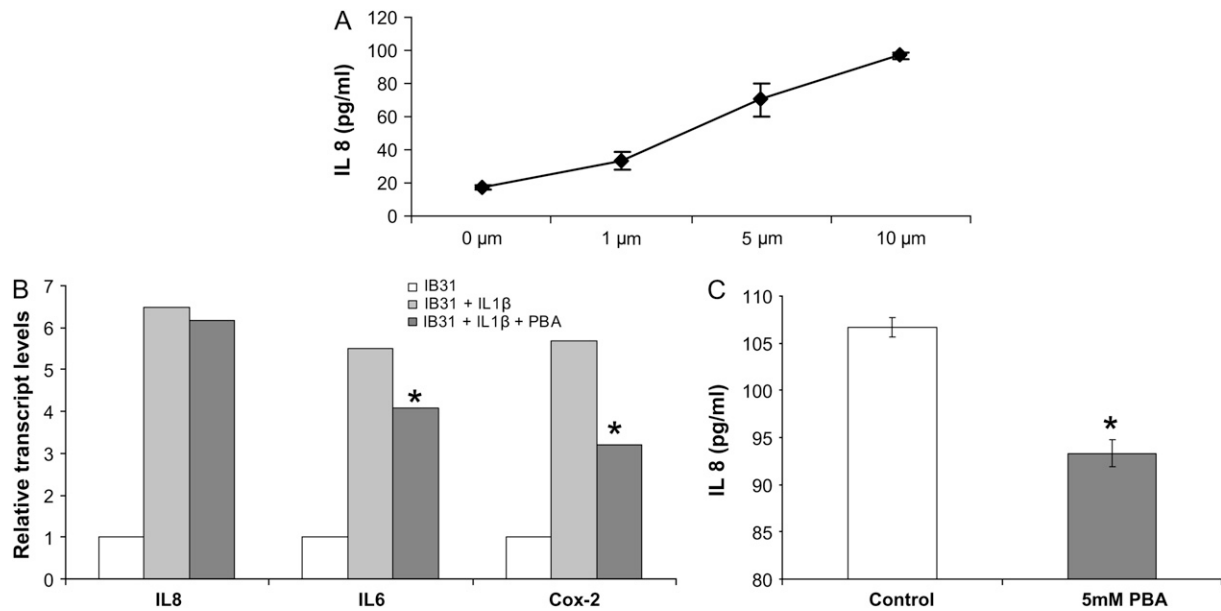 A
IL 8 (pg/ml)
120
100
80
60
40
20
0
0 µm 1 µm 5 µm 10 µm
B
Relative transcript levels
7
6
5
4
3
2
1
0
IB31
IB31 + IL1β
IB31 + IL1β + PBA
*
*
IL8 IL6 Cox-2
C
IL 8 (pg/ml)
110
105
100
95
90
85
80
*
Control 5mM PBA